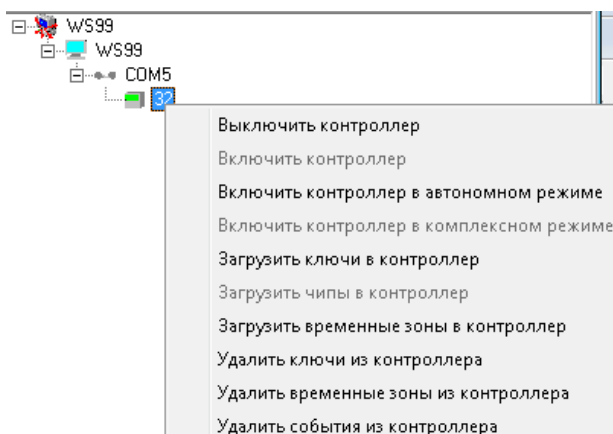 WS99
WS99
COM5
32
Выключить контроллер
Включить контроллер
Включить контроллер в автономном режиме
Включить контроллер в комплексном режиме
Загрузить ключи в контроллер
Загрузить чипы в контроллер
Загрузить временные зоны в контроллер
Удалить ключи из контроллера
Удалить временные зоны из контроллера
Удалить события из контроллера